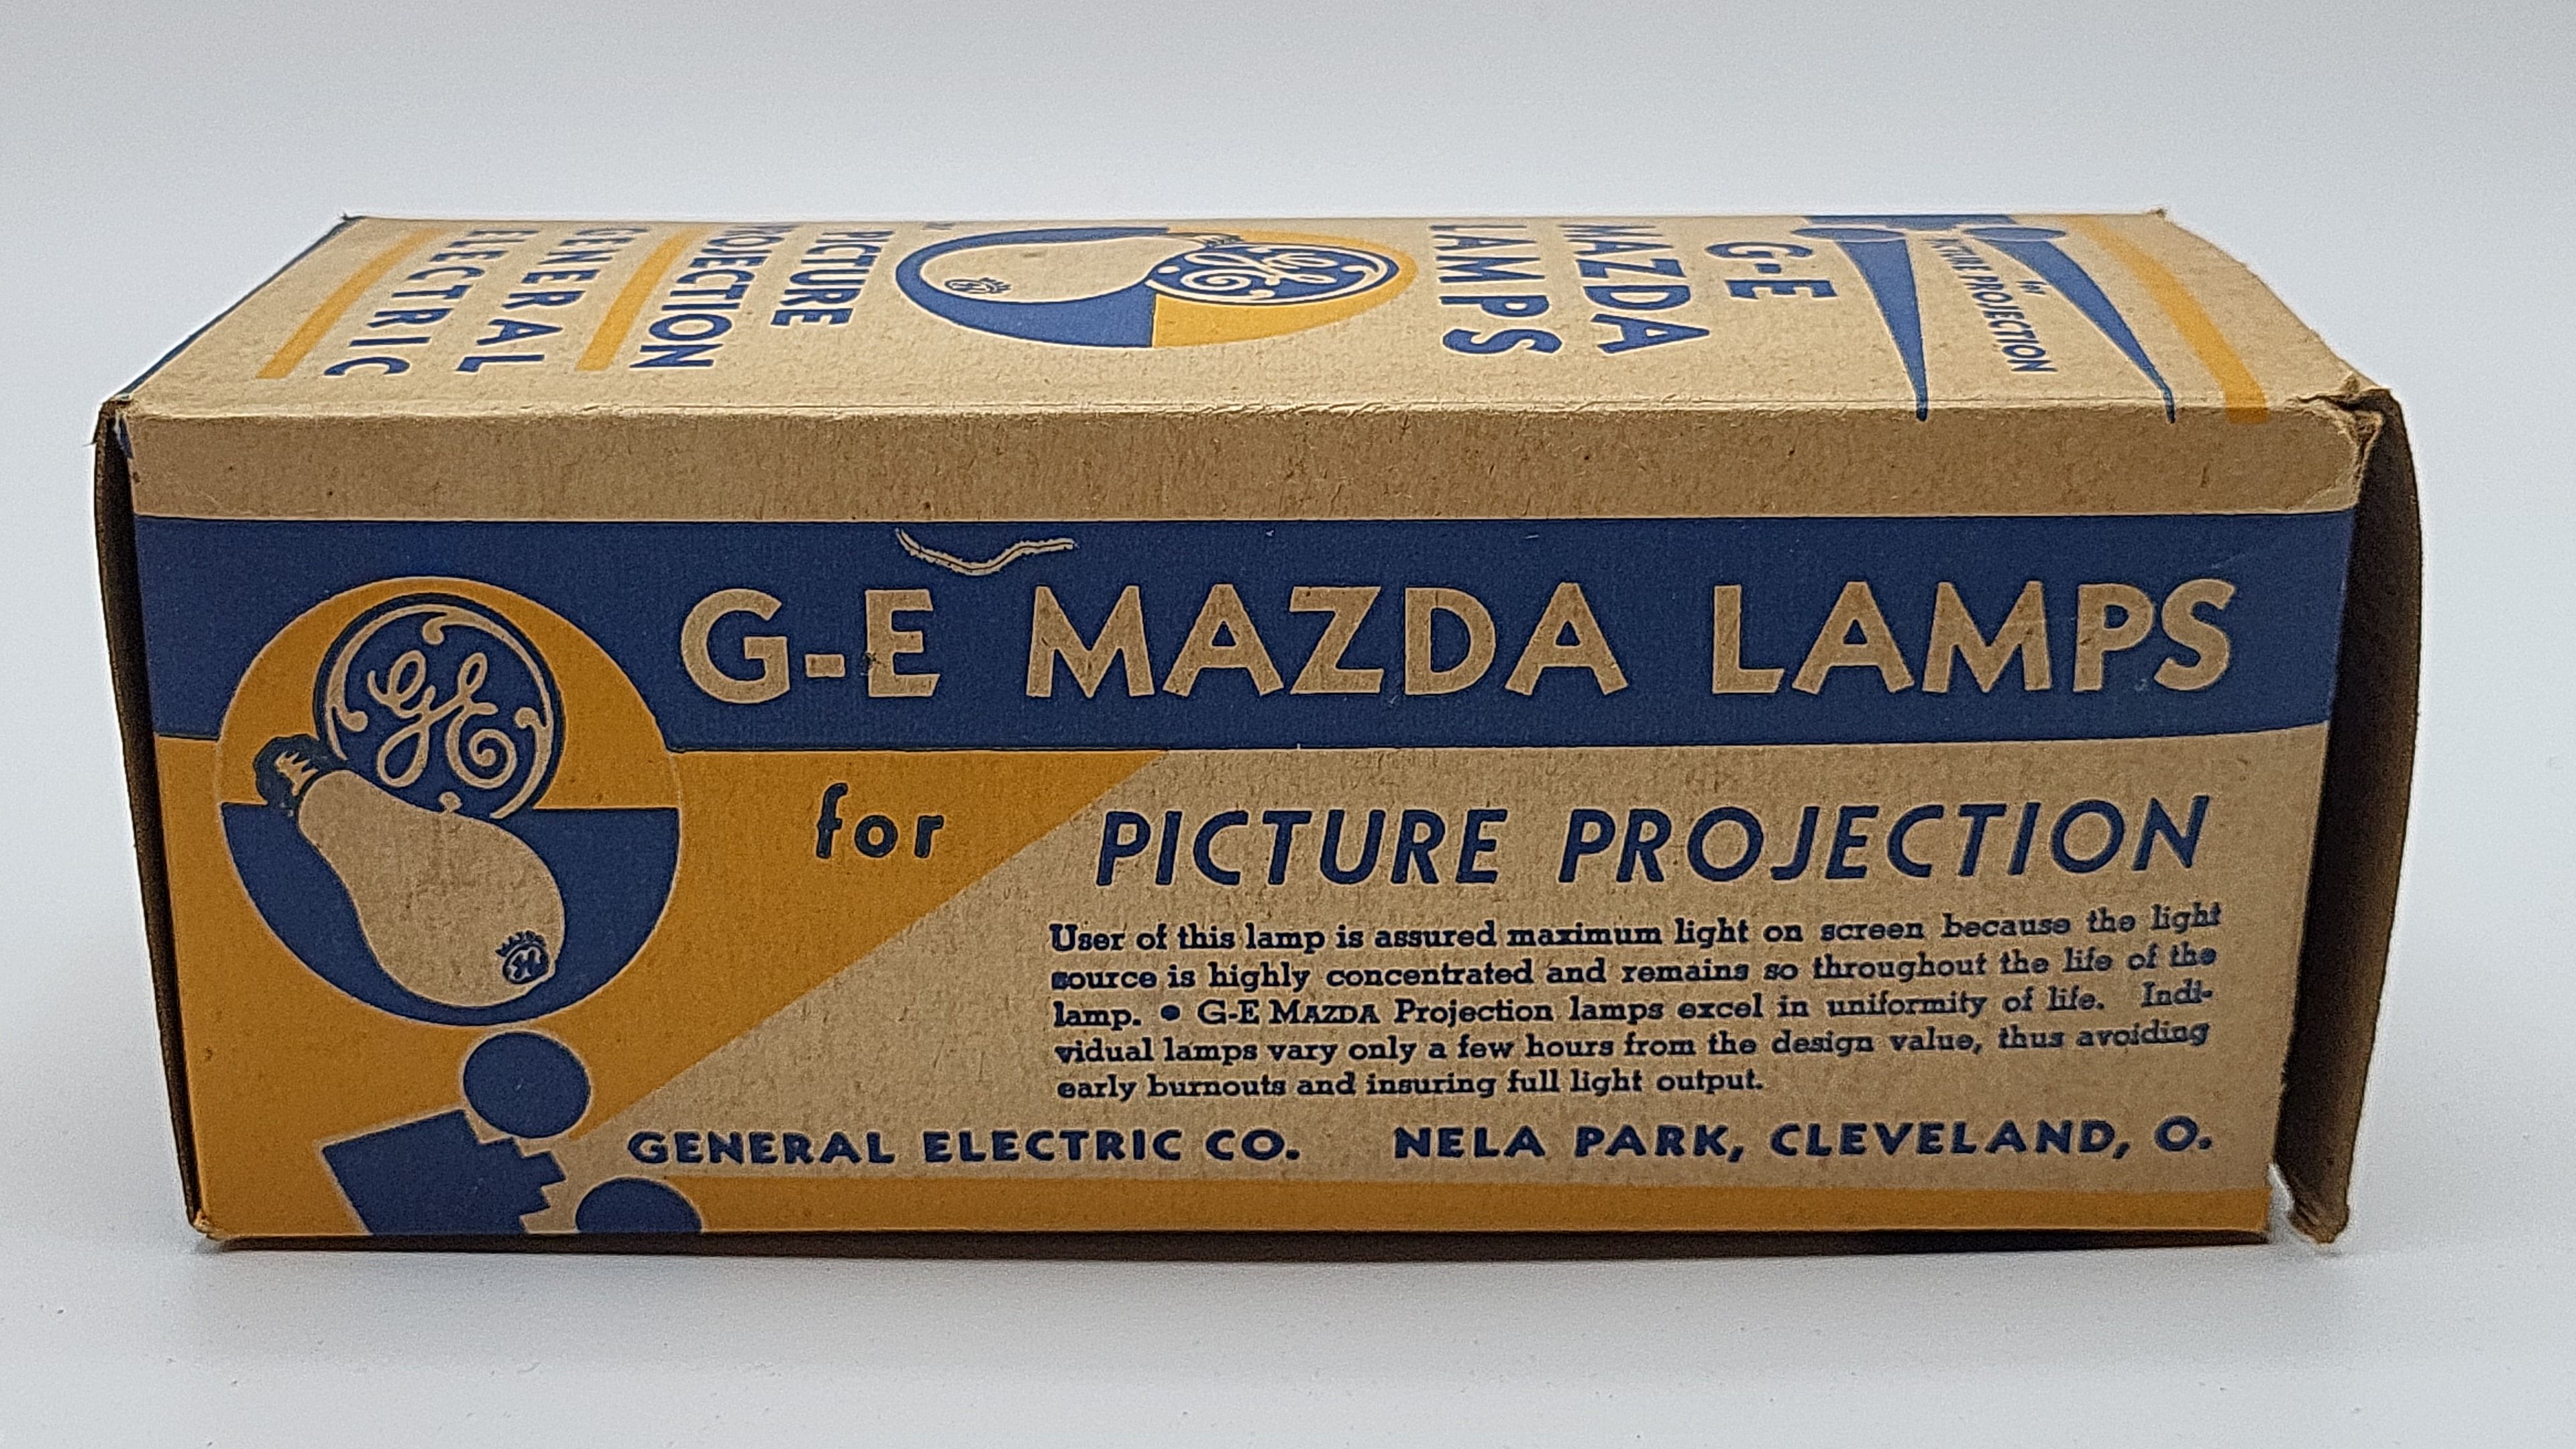 ELECTRIC
GENERAL
PICTURE
LAMPS
MAZDA
G-E
for
PICTURE PROJECTION
GE
G-E MAZDA LAMPS
GE
for PICTURE PROJECTION
User of this lamp is assured maximum light on screen because the light
source is highly concentrated and remains so throughout the life of the
lamp. • G-E MAZDA Projection lamps excel in uniformity of life. Indi-
vidual lamps vary only a few hours from the design value, thus avoiding
early burnouts and insuring full light output.
GENERAL ELECTRIC CO. NELA PARK, CLEVELAND, O.